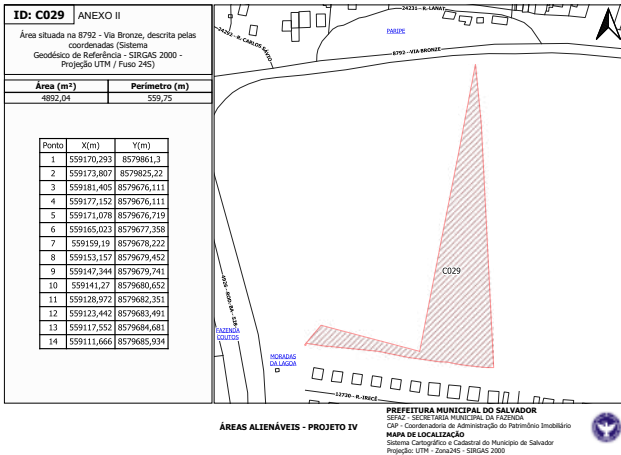 ID: C029 ANEXO II
Área situada na 8792 - Via Bronze, descrita pelas
coordenadas (Sistema
Geodésico de Referência - SIRGAS 2000 -
Projeção UTM / Fuso 24S)
Área (m²) Perímetro (m)
4892,04 559,75
Ponto X(m) Y(m)
1 559170,293 8579861,3
2 559173,807 8579825,22
3 559181,405 8579676,111
4 559177,152 8579676,111
5 559171,078 8579676,719
6 559165,023 8579677,358
7 559159,19 8579678,222
8 559153,157 8579679,452
9 559147,344 8579679,741
10 559141,27 8579680,652
11 559128,972 8579682,351
12 559123,442 8579683,491
13 559117,552 8579684,681
14 559111,666 8579685,934
24231 - R. LANAT
PARIPE
8792 - VIA BRONZE
C029
FAZENDA
COUTOS
MORADAS
DA LAGOA
12720 - R. IRECÊ
ÁREAS ALIENÁVEIS - PROJETO IV
PREFEITURA MUNICIPAL DO SALVADOR
SEFAZ - SECRETARIA MUNICIPAL DA FAZENDA
CAP - Coordenadoria de Administração do Patrimônio Imobiliário
MAPA DE LOCALIZAÇÃO
Sistema Cartográfico e Cadastral do Município de Salvador
Projeção: UTM - Zona24S - SIRGAS 2000